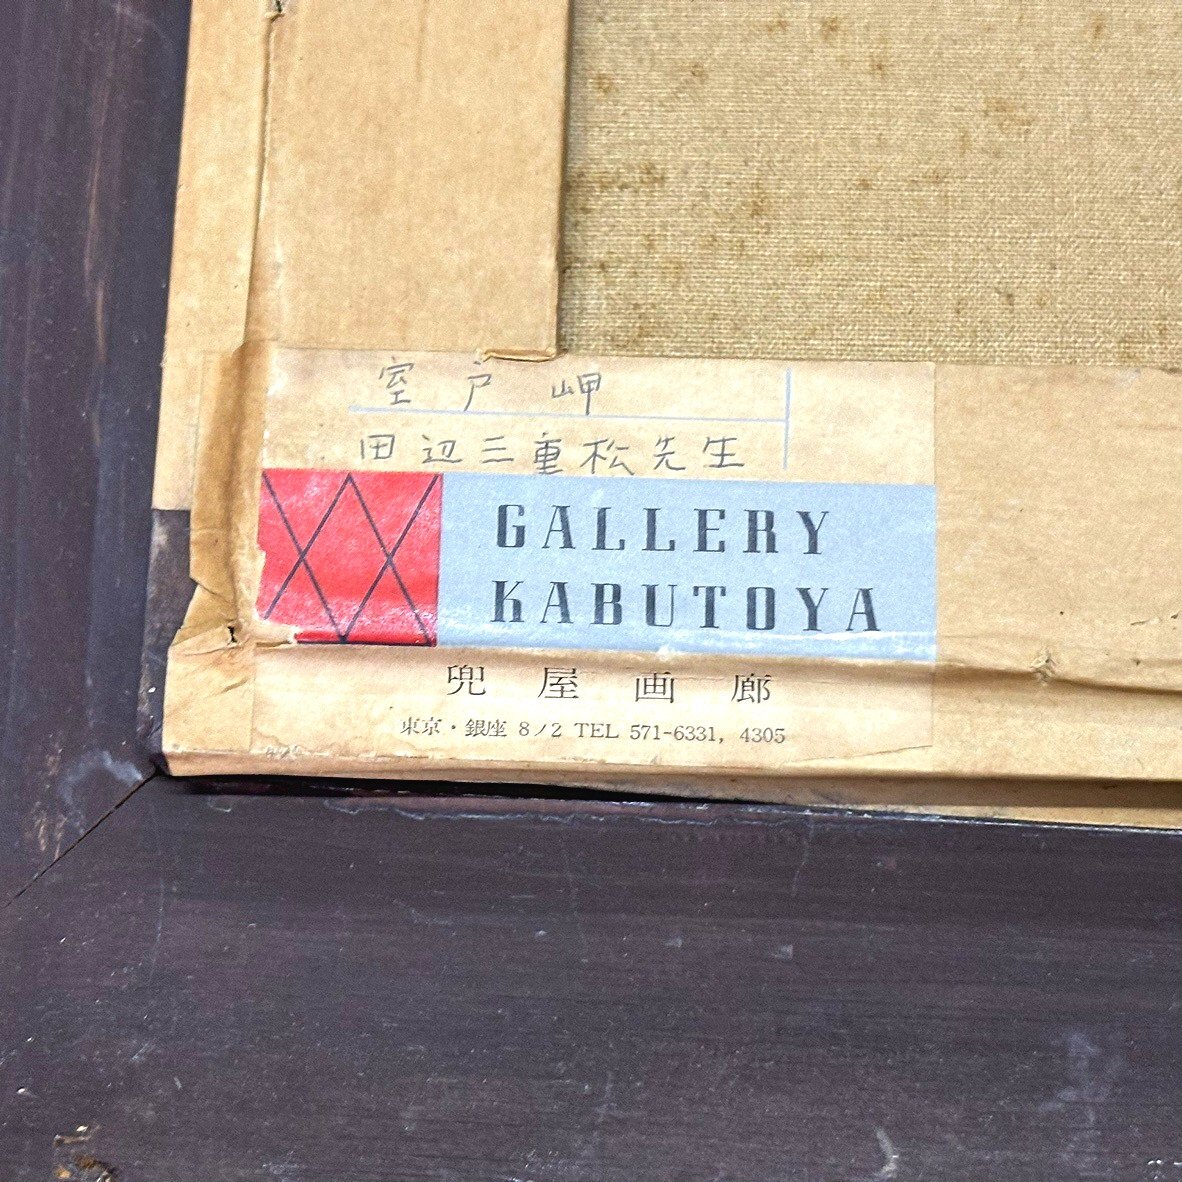 室戸岬
田辺三重松先生
GALLERY
KABUTOYA
兜屋画廊
東京・銀座 8ノ2 TEL 571-6331, 4305